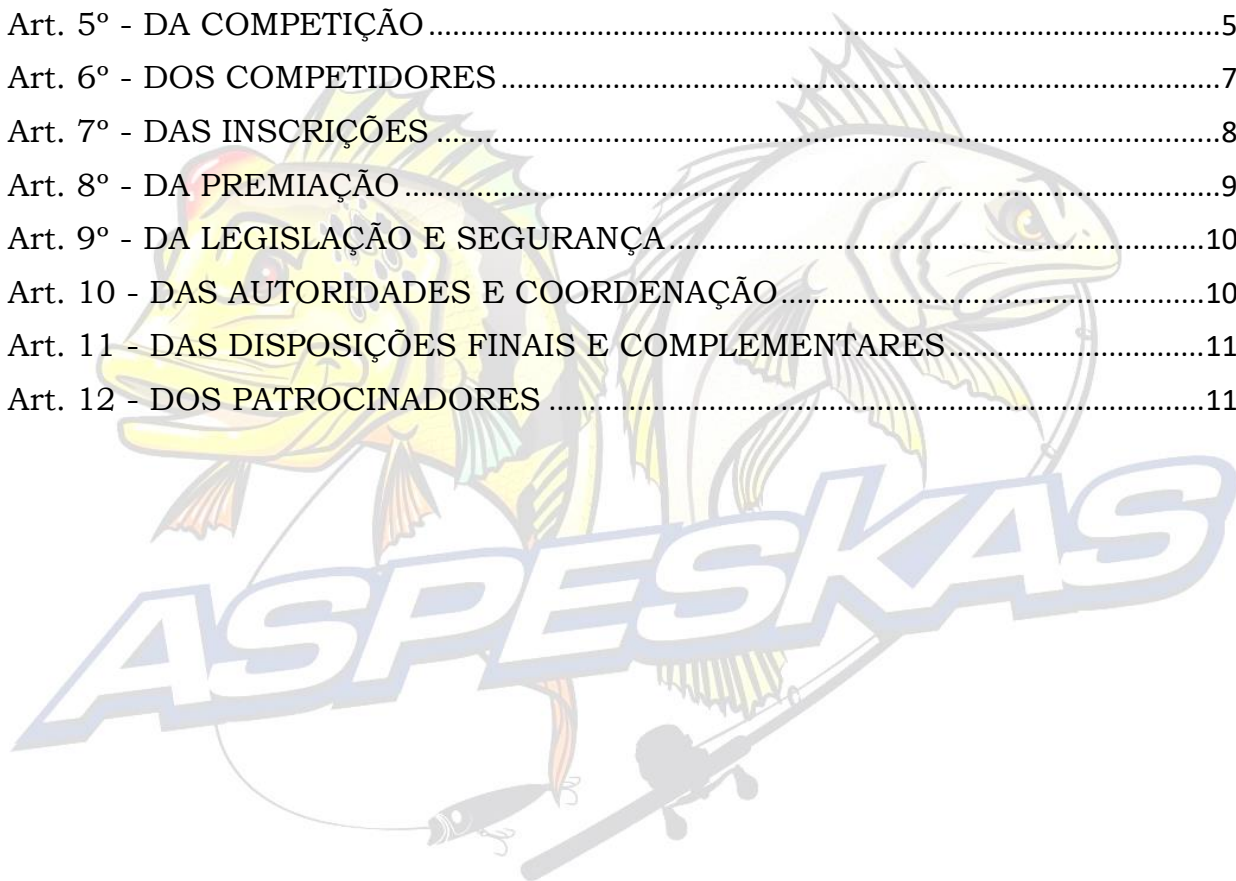 Art. 5º - DA COMPETIÇÃO........................................................................................................5
Art. 6º - DOS COMPETIDORES..............................................................................................7
Art. 7º - DAS INSCRIÇÕES.......................................................................................................8
Art. 8º - DA PREMIAÇÃO...........................................................................................................9
Art. 9º - DA LEGISLAÇÃO E SEGURANÇA.........................................................................10
Art. 10 - DAS AUTORIDADES E COORDENAÇÃO...........................................................10
Art. 11 - DAS DISPOSIÇÕES FINAIS E COMPLEMENTARES.....................................11
Art. 12 - DOS PATROCINADORES........................................................................................11
ASPESKAS